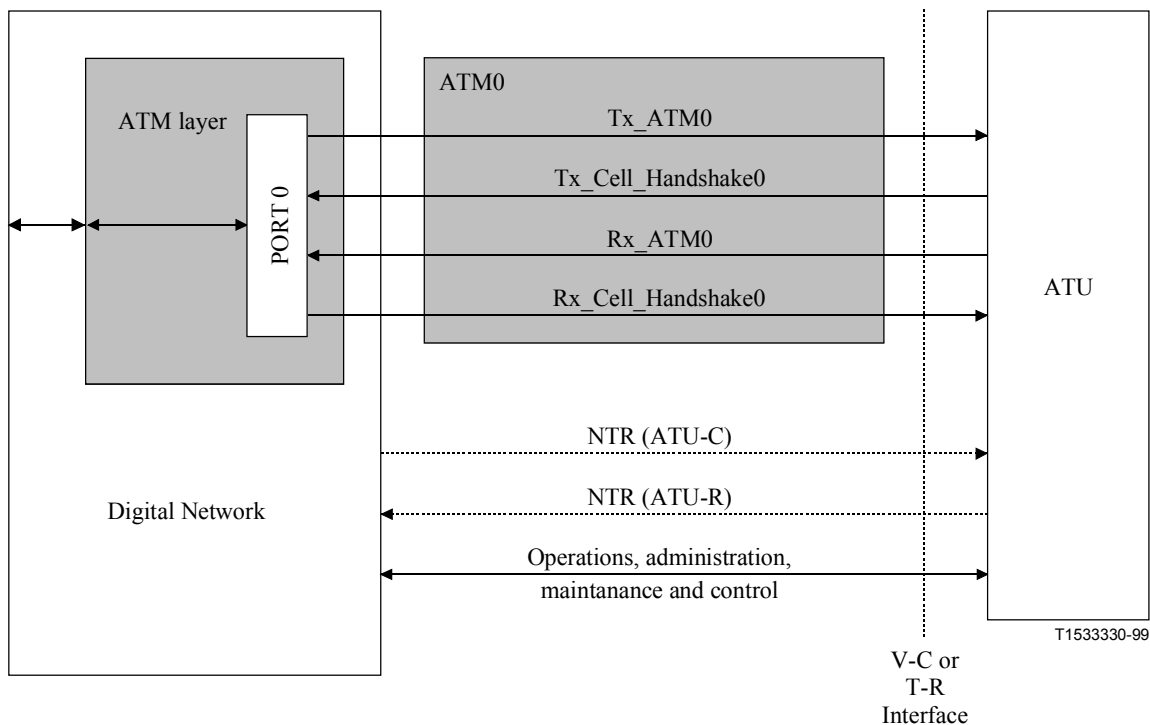 ATM0
ATM layer
Tx_ATM0
Tx_Cell_Handshake0
PORT 0
Rx_ATM0
Rx_Cell_Handshake0
ATU
NTR (ATU-C)
NTR (ATU-R)
Digital Network
Operations, administration,
maintanance and control
T1533330-99
V-C or
T-R
Interface